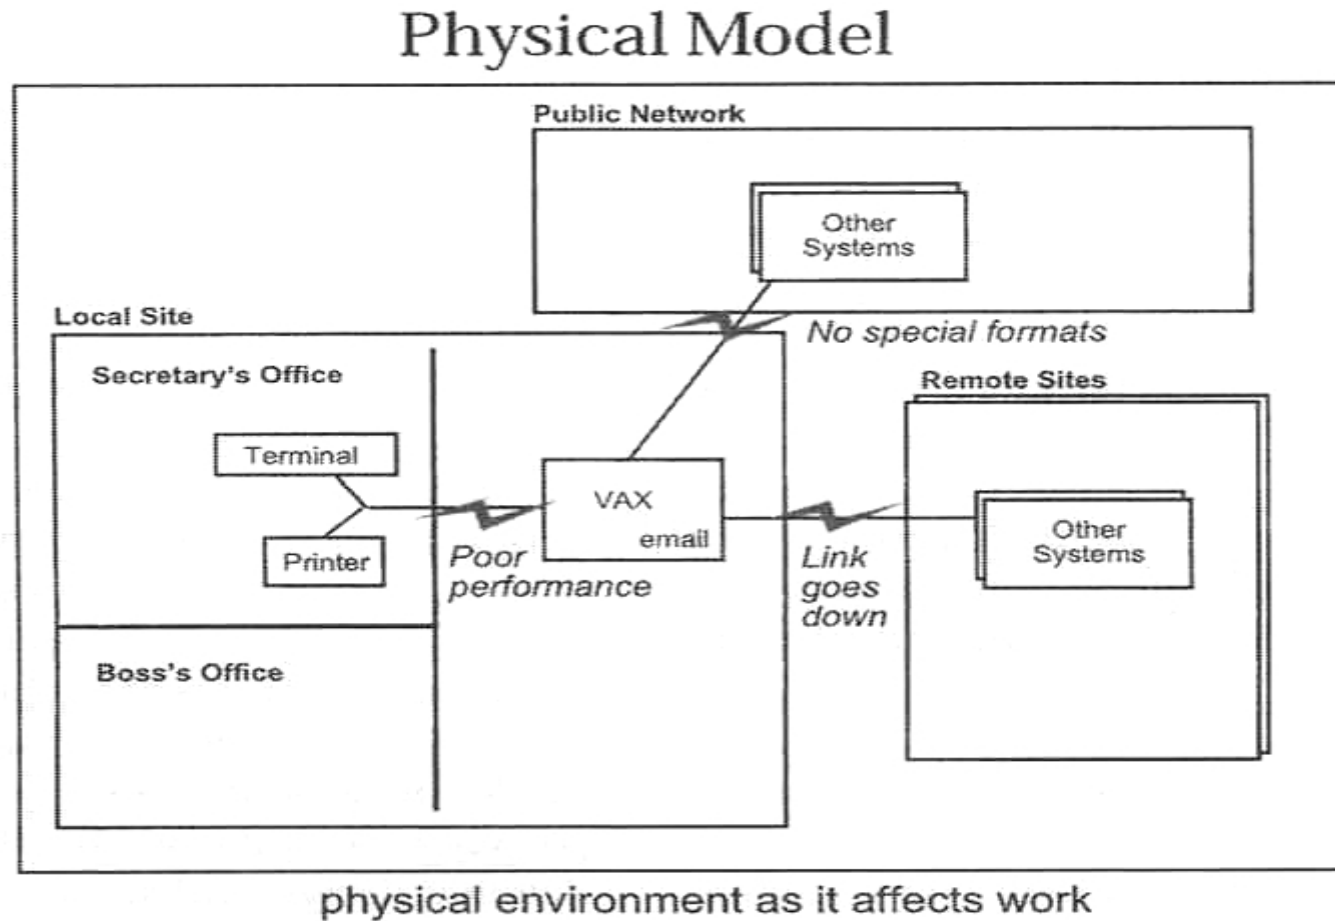 Physical Model
Public Network
Other
Systems
Local Site
No special formats
Secretary's Office
Remote Sites
Terminal
VAX
email
Other
Systems
Printer
Poor
performance
Link
goes
down
Boss's Office
physical environment as it affects work